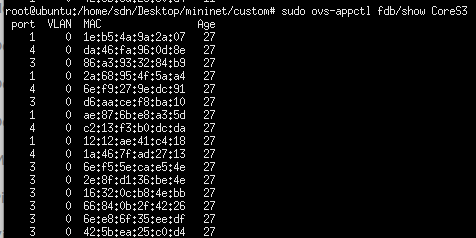 root@ubuntu:/home/sdn/Desktop/mininet/custom# sudo ovs-appctl fdb/show CoreS3
port VLAN MAC Age
1 0 1e:b5:4a:9a:2a:07 27
4 0 da:46:fa:96:0d:8e 27
3 0 86:a3:93:32:84:b9 27
1 0 2a:68:95:4f:5a:a4 27
4 0 6e:f9:27:9e:dc:91 27
3 0 d6:aa:ce:f8:ba:10 27
1 0 ae:87:6b:e8:a3:5d 27
4 0 c2:13:f3:b0:dc:da 27
1 0 12:12:ae:41:c4:18 27
4 0 1a:46:7f:ad:27:13 27
3 0 6e:f5:5e:ca:e5:4e 27
3 0 2e:8f:d1:36:be:4e 27
3 0 16:32:0c:b8:4e:bb 27
3 0 66:84:0b:2f:42:26 27
3 0 6e:e8:6f:35:ee:df 27
3 0 42:5b:ea:25:c0:d4 27